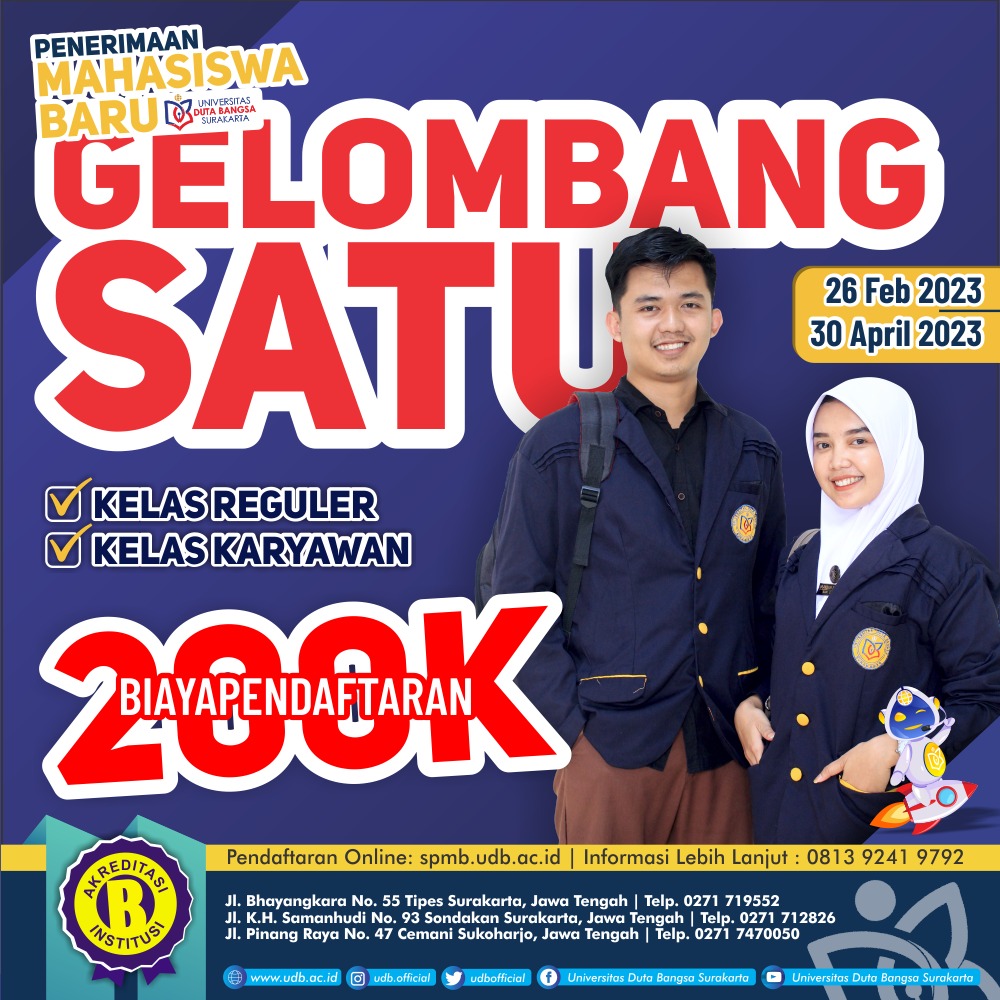 PENERIMAAN
MAHASISWA
BARU
UNIVERSITAS
DUTA BANGSA
SURAKARTA
GELOMBANG
SATU
26 Feb 2023
30 April 2023
KELAS REGULER
KELAS KARYAWAN
200K
BIAYA PENDAFTARAN
Pendaftaran Online: spmb.udb.ac.id | Informasi Lebih Lanjut : 0813 9241 9792
AKREDITASI
B
INSTITUSI
Jl. Bhayangkara No. 55 Tipes Surakarta, Jawa Tengah | Telp. 0271 719552
Jl. K.H. Samanhudi No. 93 Sondakan Surakarta, Jawa Tengah | Telp. 0271 712826
Jl. Pinang Raya No. 47 Cemani Sukoharjo, Jawa Tengah | Telp. 0271 7470050
www.udb.ac.id udb.official udbofficial Universitas Duta Bangsa Surakarta Universitas Duta Bangsa Surakarta